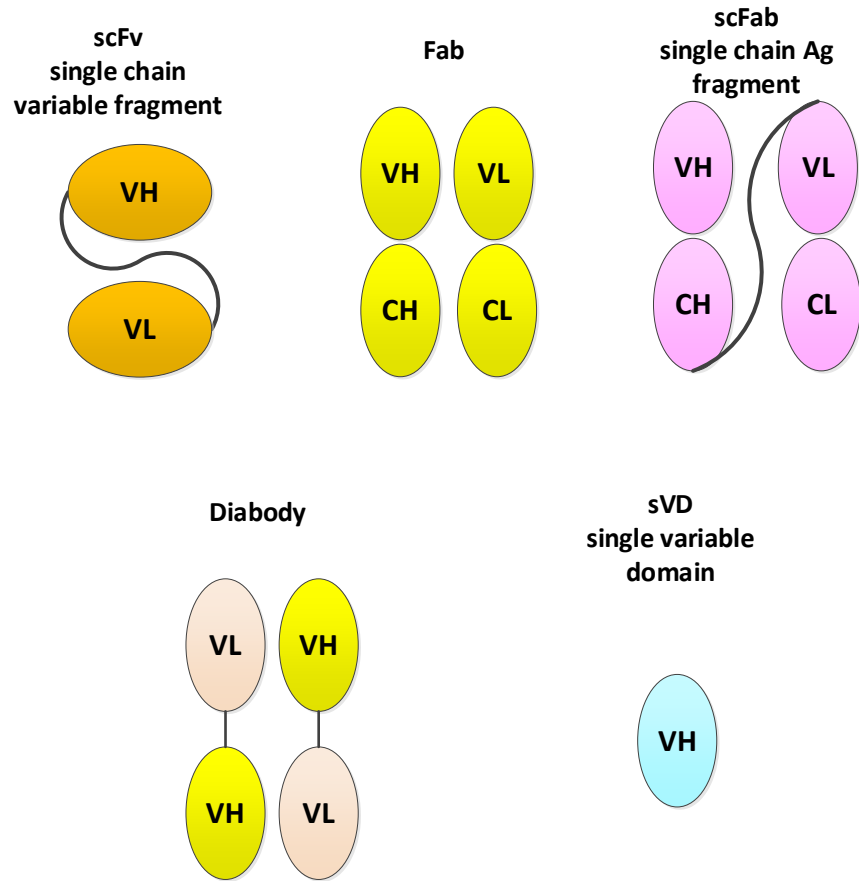 scFv
single chain
variable fragment
VH
VL
Fab
VH VL
CH CL
scFab
single chain Ag
fragment
VH VL
CH CL
Diabody
VL VH
VH VL
sVD
single variable
domain
VH